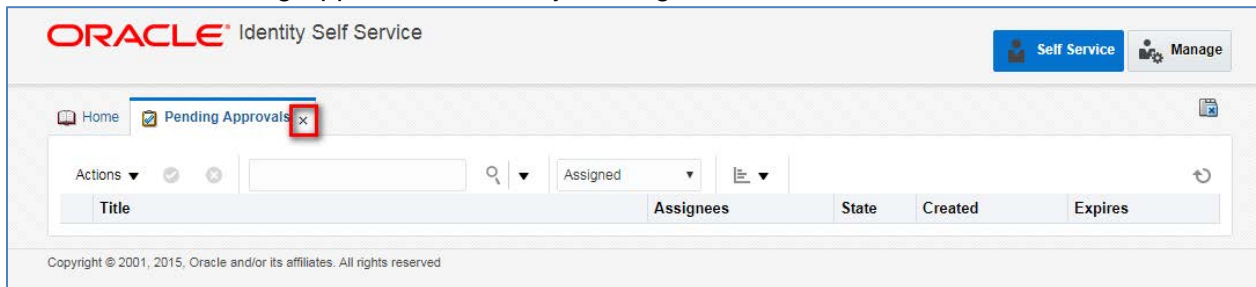 ORACLE Identity Self Service
Self Service Manage
Home Pending Approvals ×
Actions Assigned
Title Assignees State Created Expires
Copyright © 2001, 2015, Oracle and/or its affiliates. All rights reserved